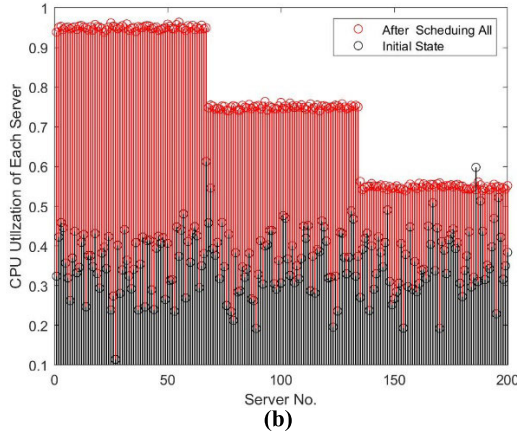 1
0.9
0.8
0.7
0.6
0.5
0.4
0.3
0.2
0.1
CPU Utilization of Each Server
After Scheduing All
Initial State
0 50 100 150 200
Server No.
(b)